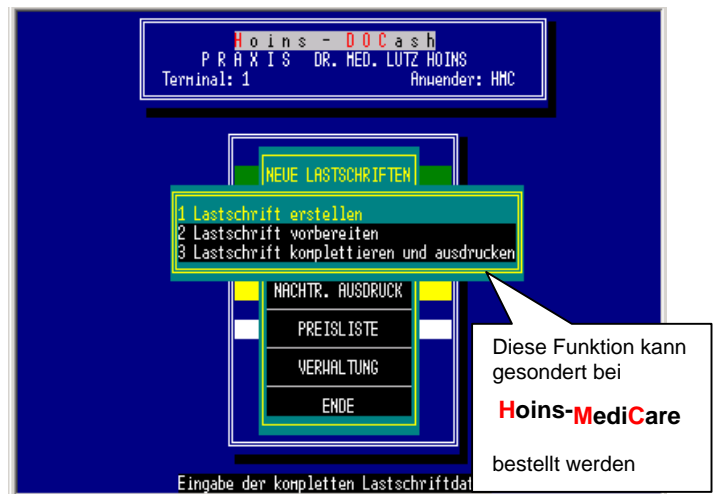 Hoins - DOCash
PRAXIS DR. MED. LUTZ HOINS
Terminal: 1 Anwender: HMC
NEUE LASTSCHRIFTEN
1 Lastschrift erstellen
2 Lastschrift vorbereiten
3 Lastschrift komplettieren und ausdrucken
NACHTR. AUSDRUCK
PREISLISTE
VERWALTUNG
ENDE
Diese Funktion kann
gesondert bei
Hoins-MediCare
bestellt werden
Eingabe der kompletten Lastschriftdat